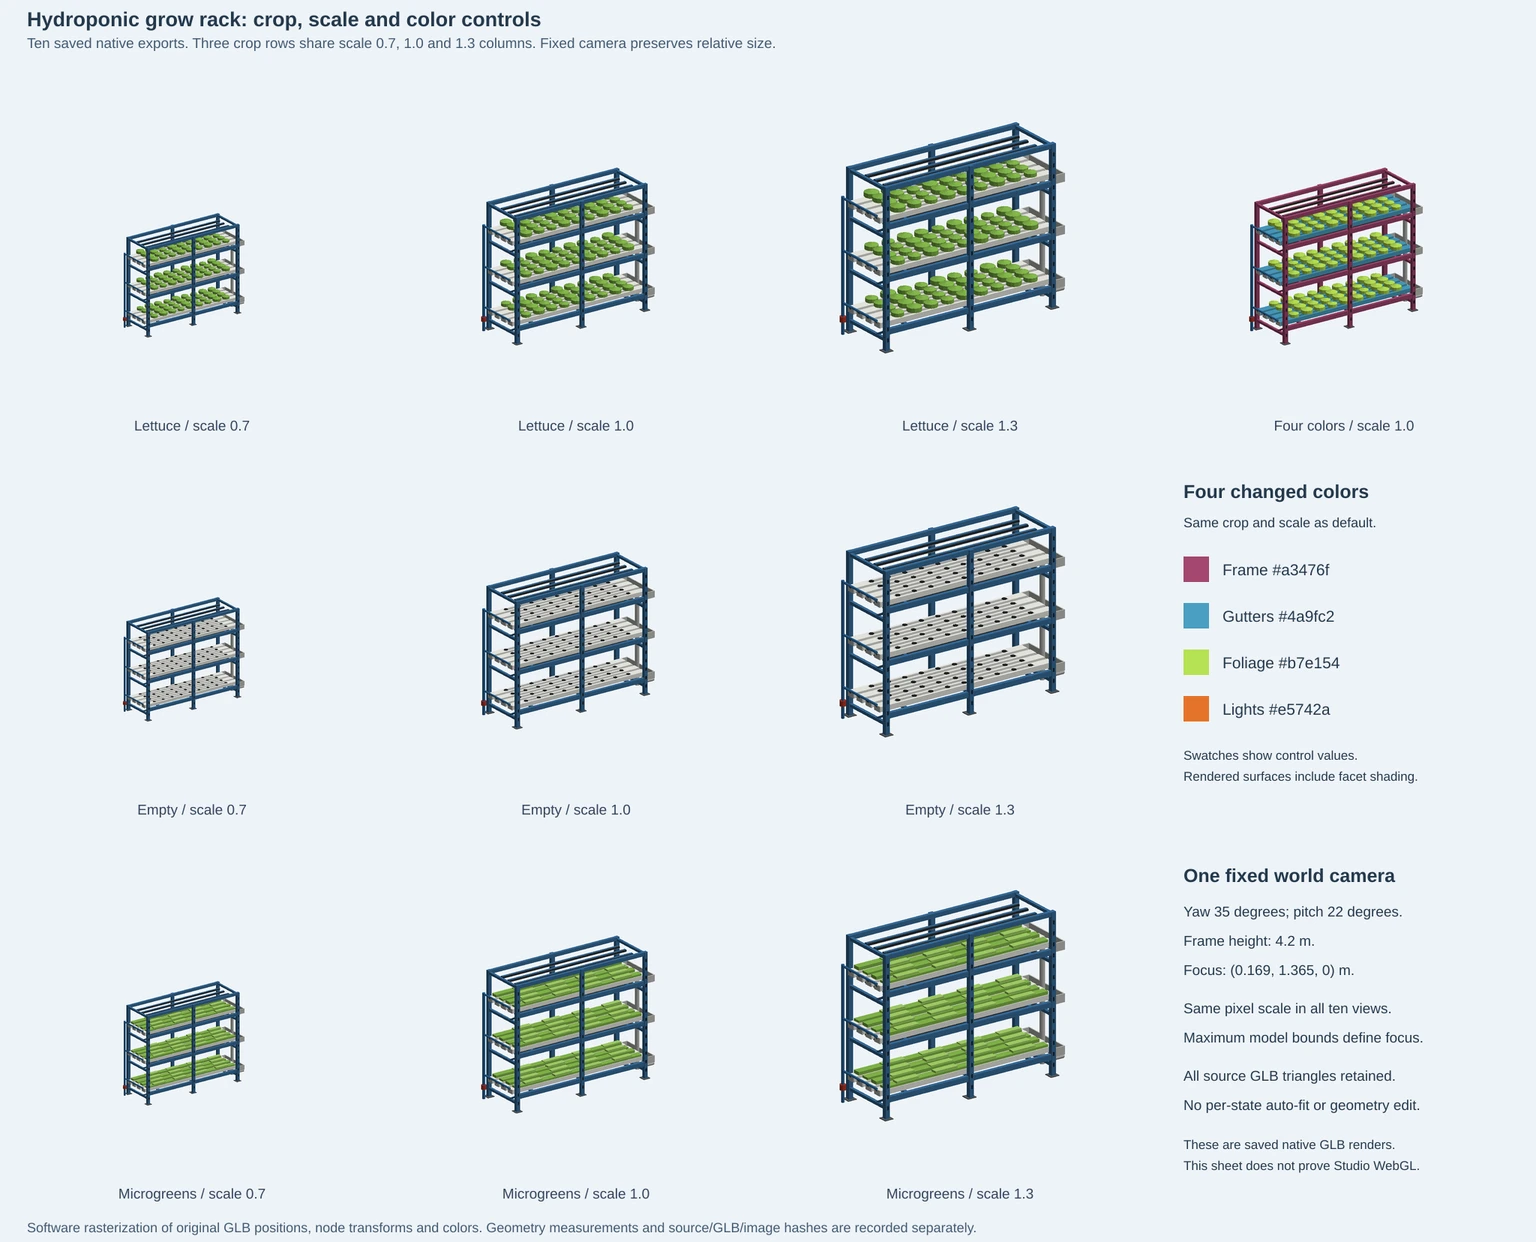 Hydroponic grow rack: crop, scale and color controls
Ten saved native exports. Three crop rows share scale 0.7, 1.0 and 1.3 columns. Fixed camera preserves relative size.
Lettuce / scale 0.7
Lettuce / scale 1.0
Lettuce / scale 1.3
Four colors / scale 1.0
Empty / scale 0.7
Empty / scale 1.0
Empty / scale 1.3
Four changed colors
Same crop and scale as default.
Frame #a3476f
Gutters #4a9fc2
Foliage #b7e154
Lights #e5742a
Swatches show control values.
Rendered surfaces include facet shading.
Microgreens / scale 0.7
Microgreens / scale 1.0
Microgreens / scale 1.3
One fixed world camera
Yaw 35 degrees; pitch 22 degrees.
Frame height: 4.2 m.
Focus: (0.169, 1.365, 0) m.
Same pixel scale in all ten views.
Maximum model bounds define focus.
All source GLB triangles retained.
No per-state auto-fit or geometry edit.
These are saved native GLB renders.
This sheet does not prove Studio WebGL.
Software rasterization of original GLB positions, node transforms and colors. Geometry measurements and source/GLB/image hashes are recorded separately.